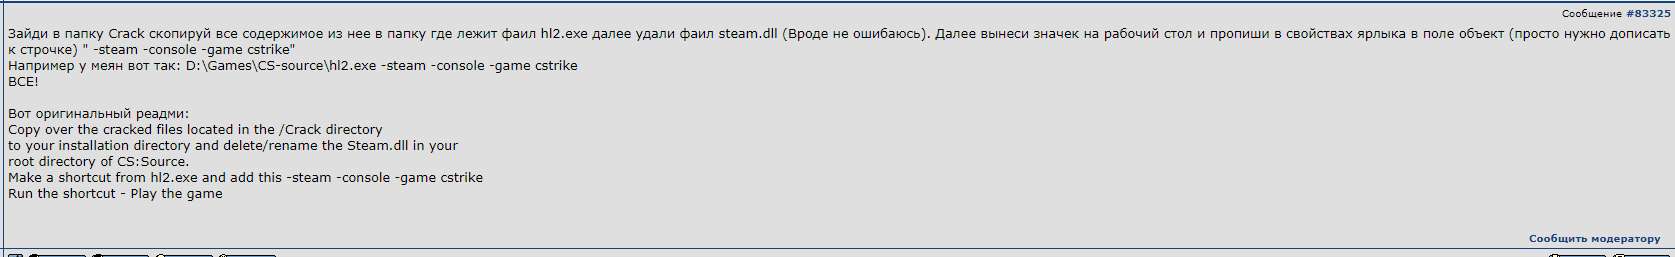 Сообщение #83325
Зайди в папку Crack скопируй все содержимое из нее в папку где лежит фаил hl2.exe далее удали фаил steam.dll (Вроде не ошибаюсь). Далее вынеси значек на рабочий стол и пропиши в свойствах ярлыка в поле объект (просто нужно дописать
к строчке) " -steam -console -game cstrike"
Например у меян вот так: D:\Games\CS-source\hl2.exe -steam -console -game cstrike
ВСЕ!
Вот оригинальный реадми:
Copy over the cracked files located in the /Crack directory
to your installation directory and delete/rename the Steam.dll in your
root directory of CS:Source.
Make a shortcut from hl2.exe and add this -steam -console -game cstrike
Run the shortcut - Play the game
Сообщить модератору